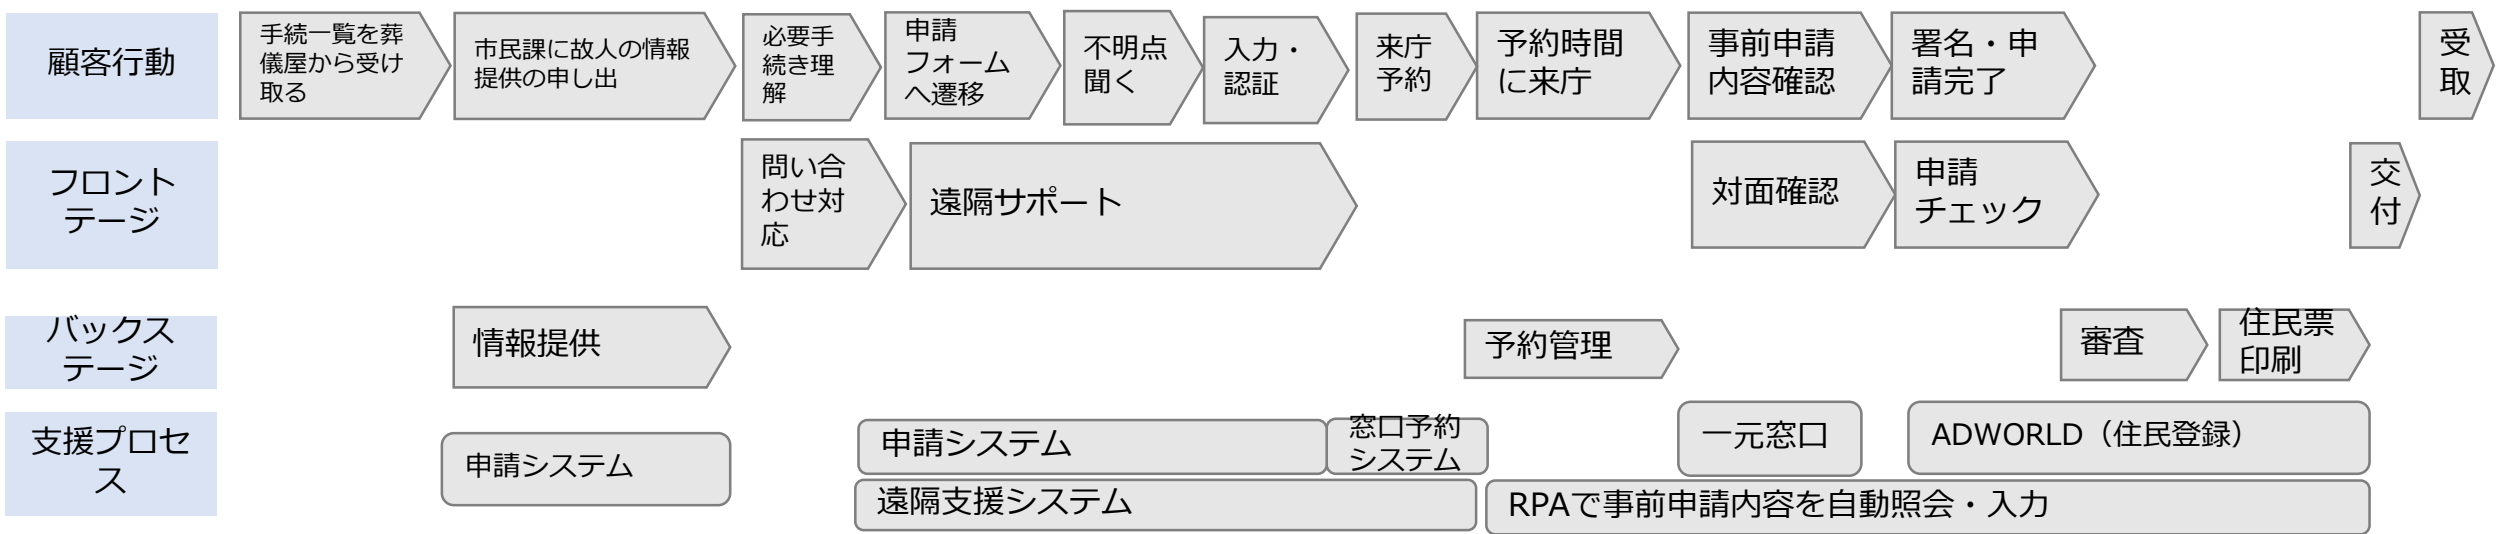 顧客行動
手続一覧を葬
儀屋から受け
取る
市民課に故人の情報
提供の申し出
必要手
続き理
解
申請
フォーム
へ遷移
不明点
聞く
入力・
認証
来庁
予約
予約時間
に来庁
事前申請
内容確認
署名・申
請完了
受
取
フロント
テージ
問い合
わせ対
応
遠隔サポート
対面確認
申請
チェック
交
付
バックス
テージ
情報提供
予約管理
審査
住民票
印刷
支援プロセ
ス
申請システム
申請システム
窓口予約
システム
一元窓口
ADWORLD（住民登録）
遠隔支援システム
RPAで事前申請内容を自動照会・入力